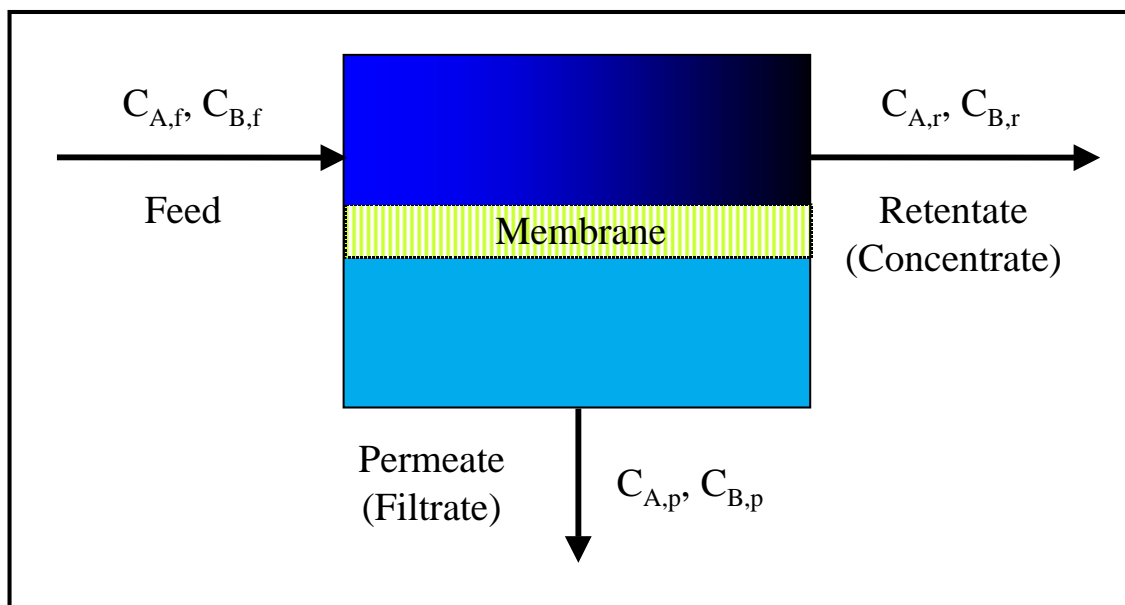 C_A,f, C_B,f
Feed
Membrane
C_A,r, C_B,r
Retentate
(Concentrate)
Permeate
(Filtrate)
C_A,p, C_B,p